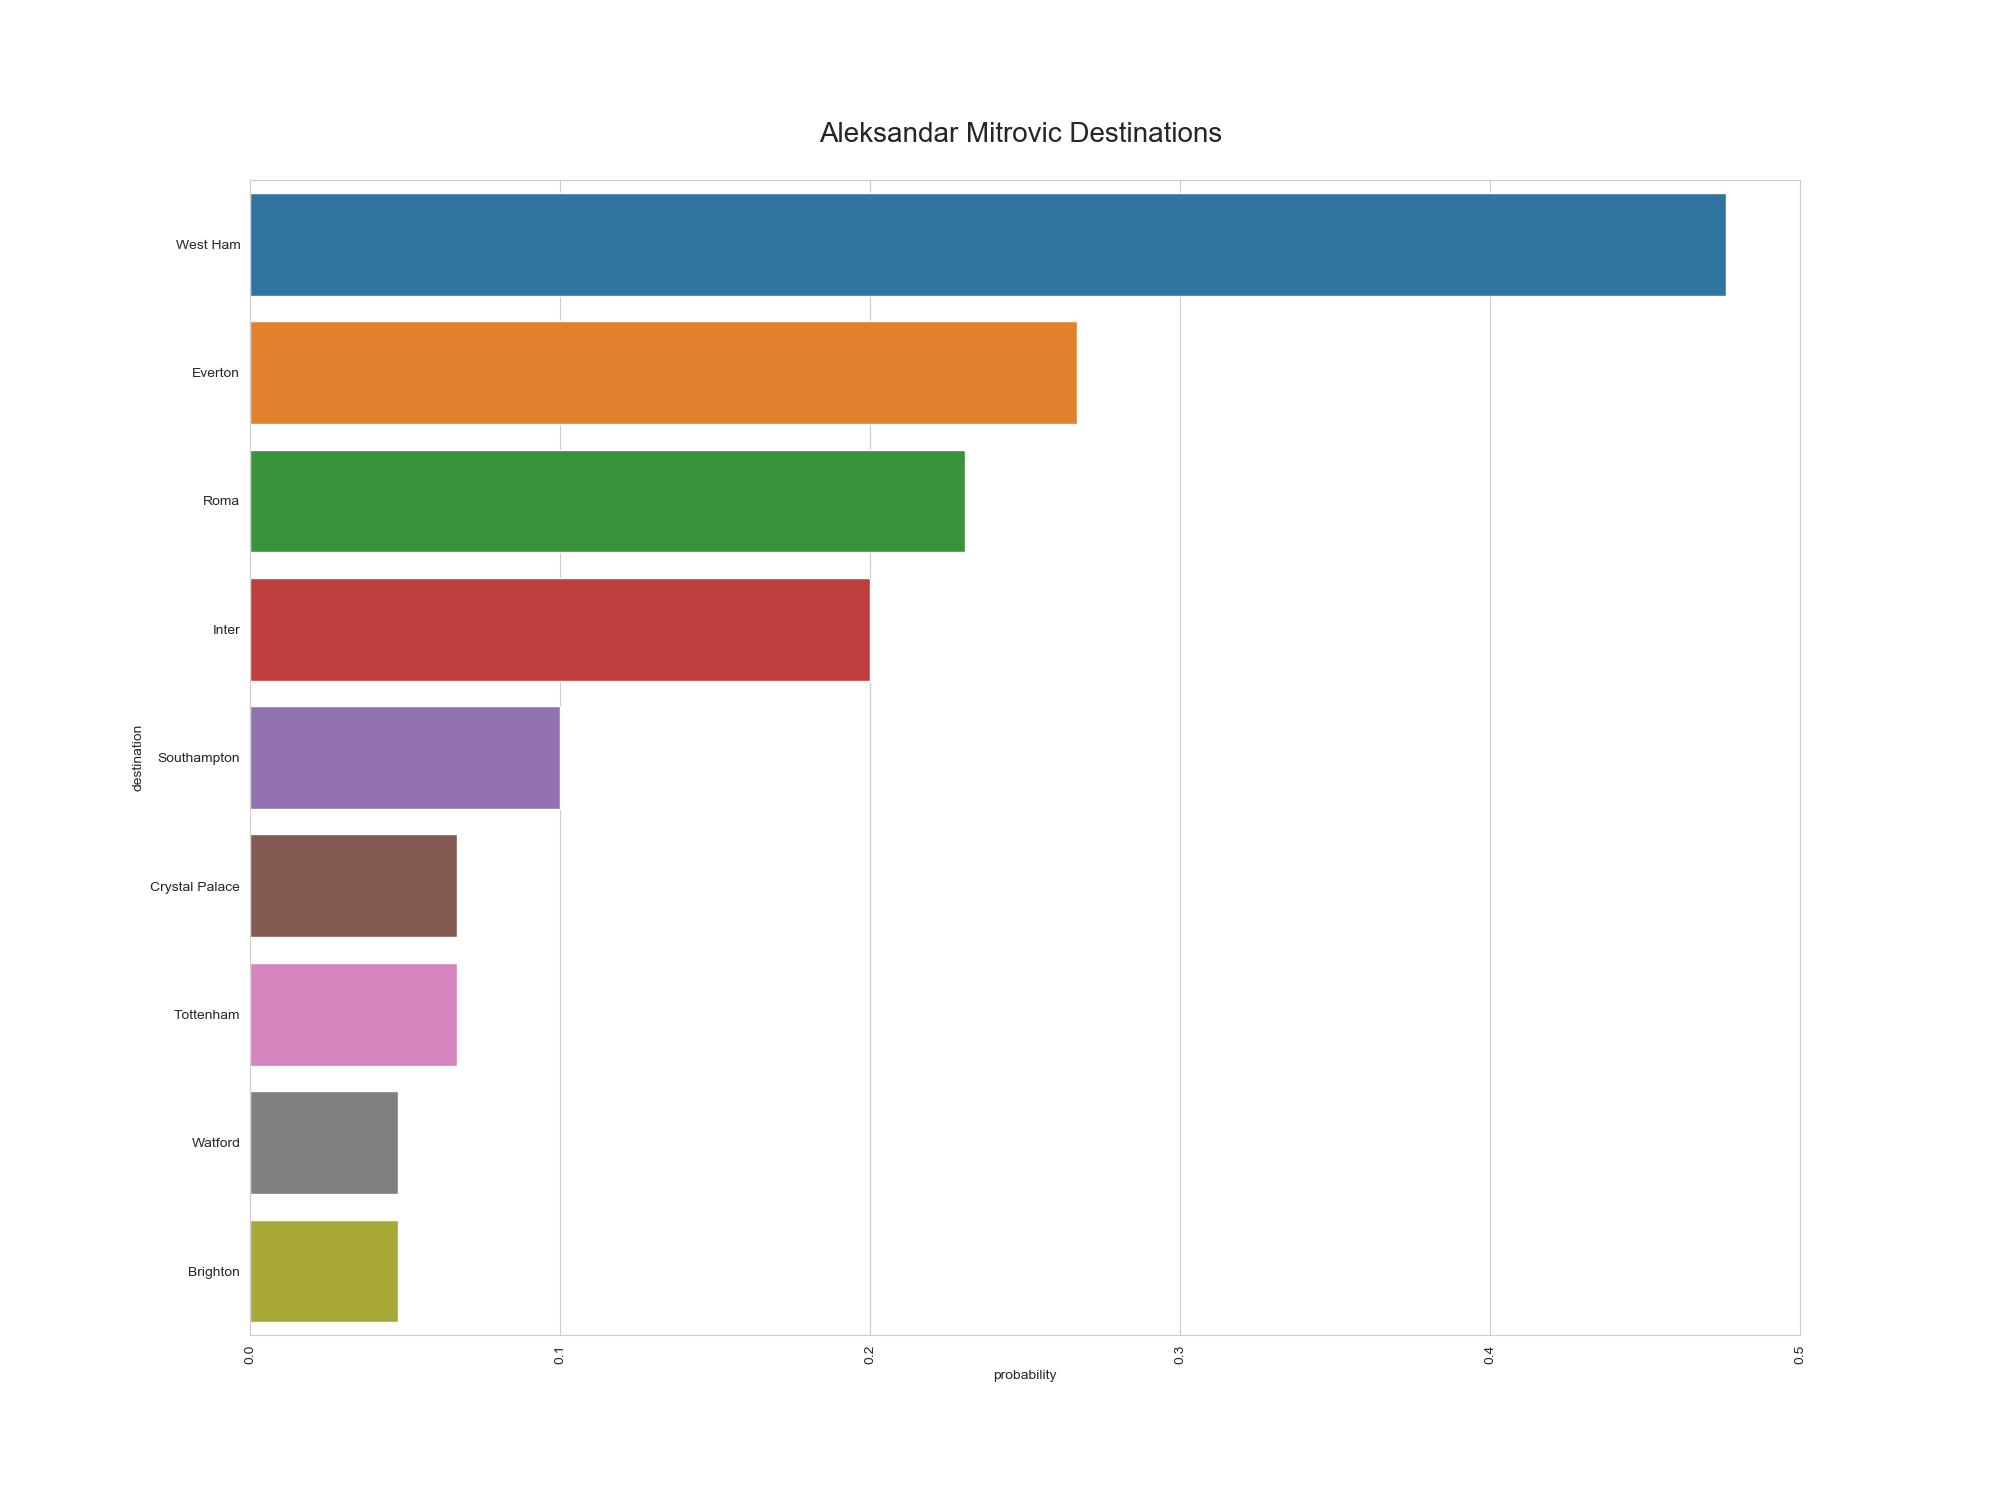 Aleksandar Mitrovic Destinations
destination
West Ham
Everton
Roma
Inter
Southampton
Crystal Palace
Tottenham
Watford
Brighton
0.0 0.1 0.2 0.3 0.4 0.5
probability